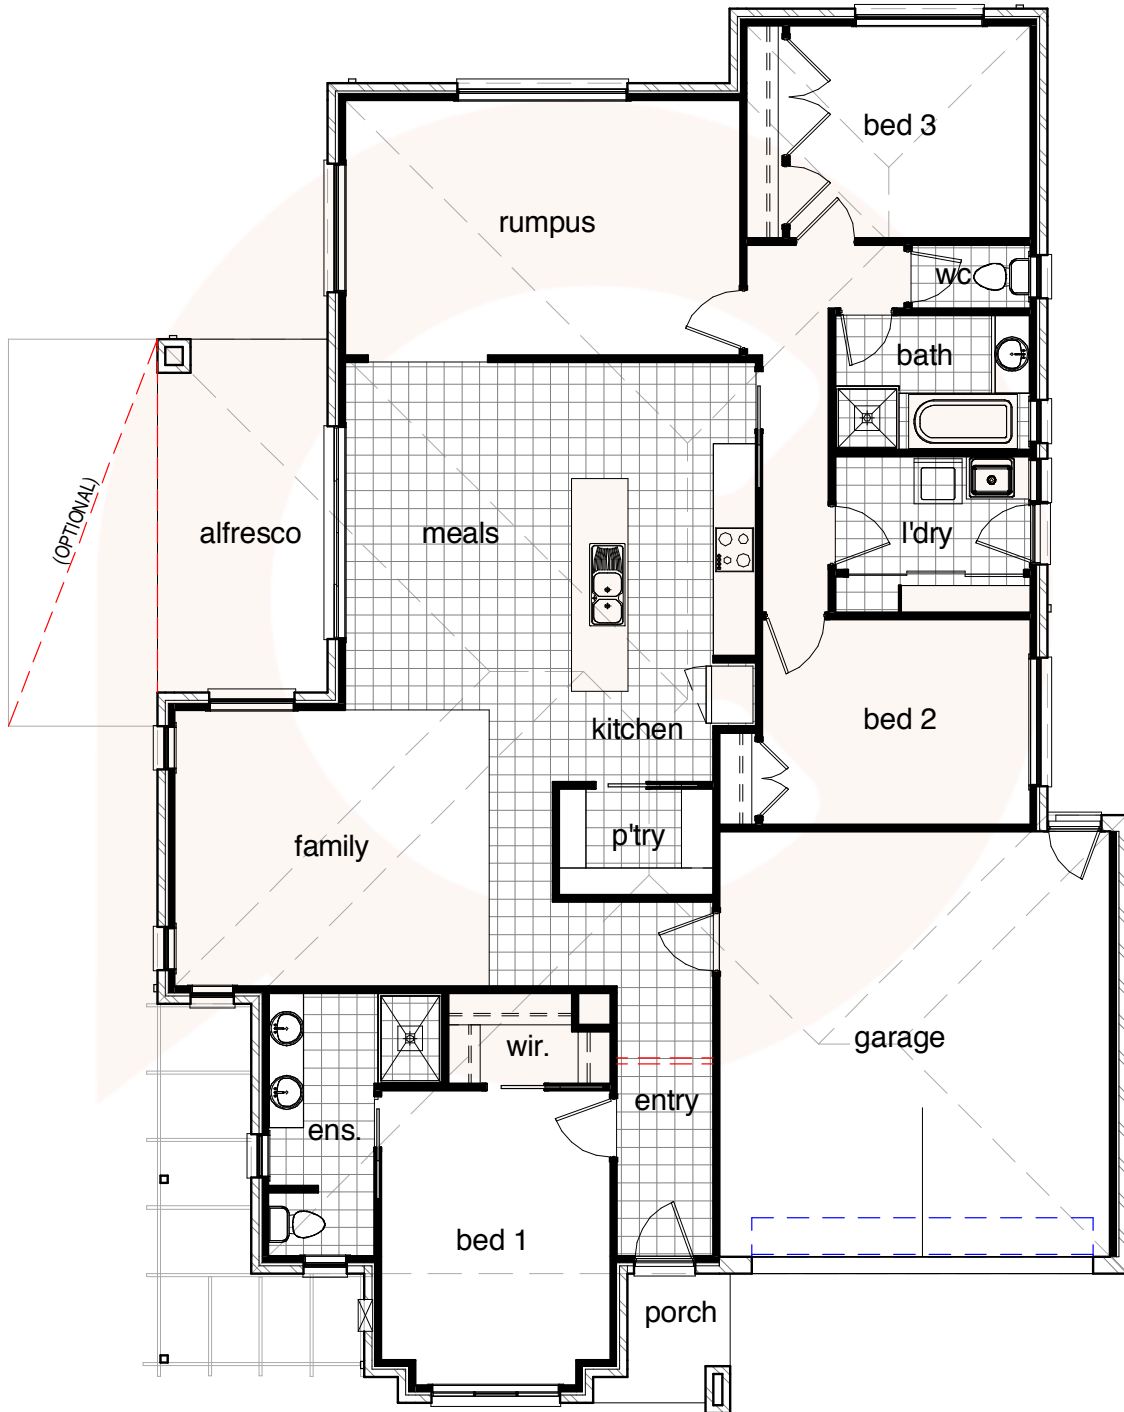 bed 3
rumpus
wc
bath
(OPTIONAL)
alfresco
meals
l'dry
kitchen
bed 2
p'try
family
garage
wir.
entry
ens.
bed 1
porch